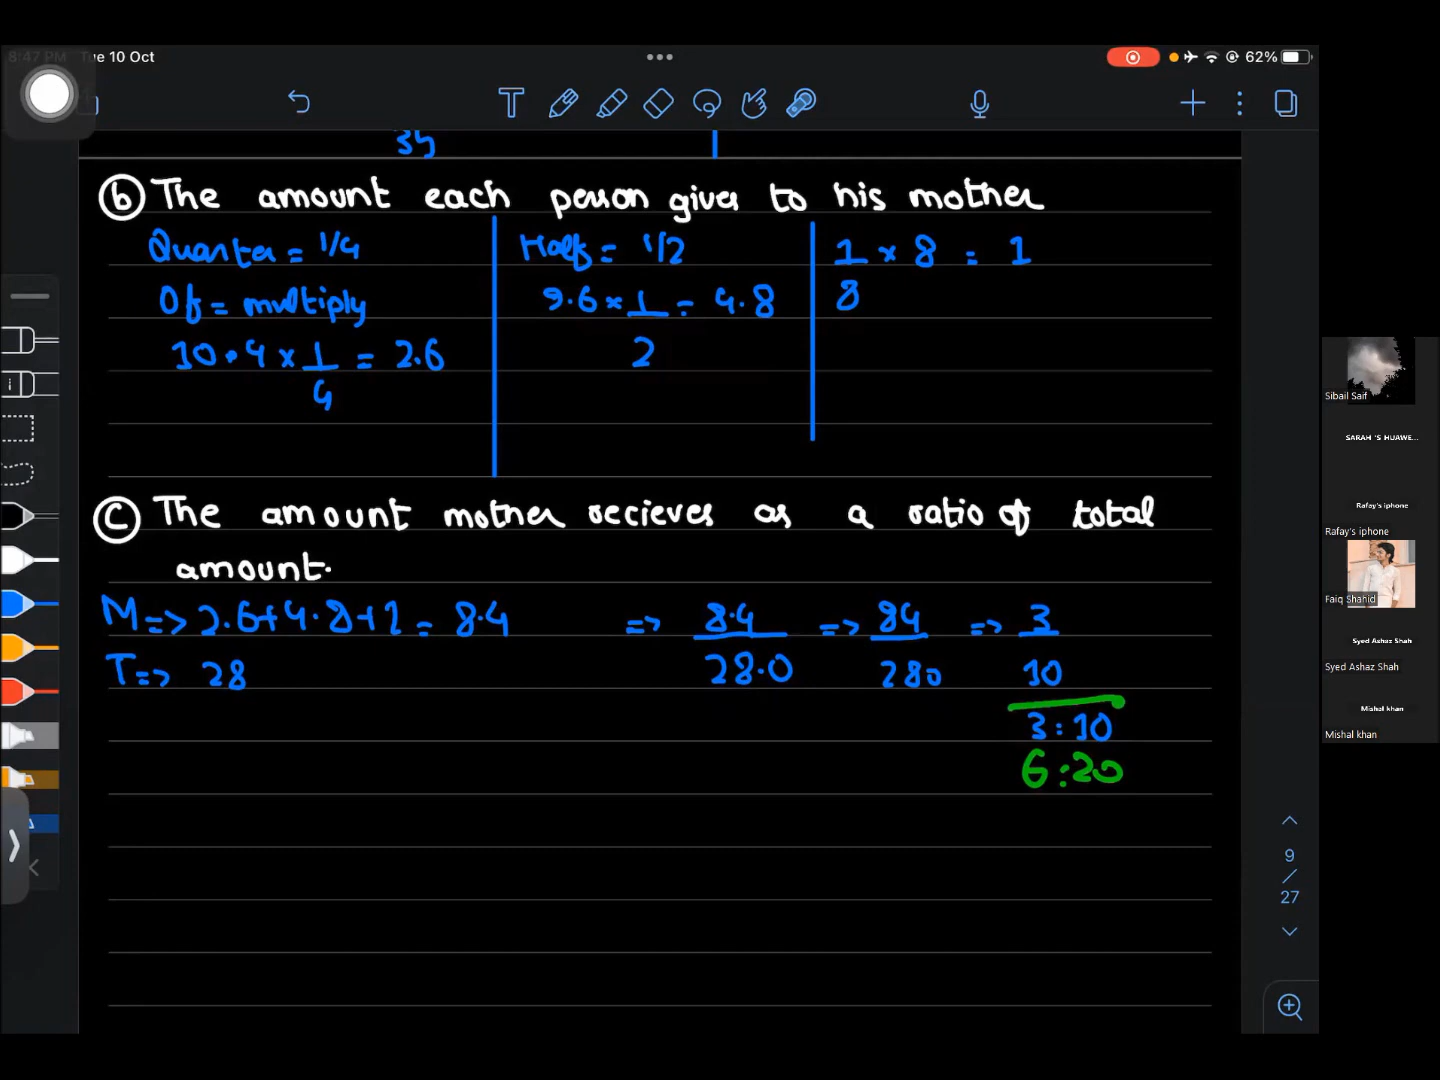 8:47 PM Tue 10 Oct
62%
T
35
(b) The amount each person gives to his mother
Quarter = 1/4
Of = multiply
10.4 × 1/4 = 2.6
Half = 1/2
9.6 × 1/2 = 4.8
1/8 × 8 = 1
(c) The amount mother recieves as a ratio of total
amount.
M => 2.6+4.8+1 = 8.4 => 8.4/28.0 => 84/280 => 3/10
T => 28
3:10
6:20
9
/
27
Sibail Saif
SARAH 'S HUAWE...
Rafay's iphone
Rafay's iphone
Faiq Shahid
Syed Ashaz Shah
Syed Ashaz Shah
Mishal khan
Mishal khan